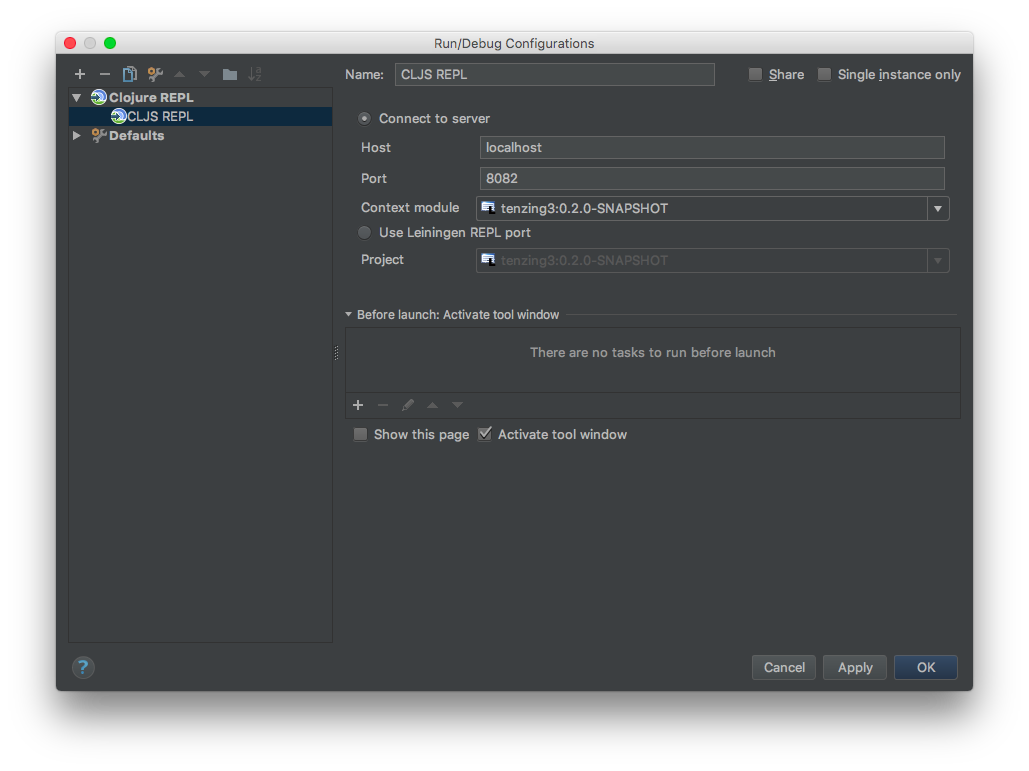 Run/Debug Configurations
Name: CLJS REPL Share Single instance only
Clojure REPL
CLJS REPL
Defaults
Connect to server
Host localhost
Port 8082
Context module tenzing3:0.2.0-SNAPSHOT
Use Leiningen REPL port
Project tenzing3:0.2.0-SNAPSHOT
Before launch: Activate tool window
There are no tasks to run before launch
Show this page Activate tool window
? Cancel Apply OK